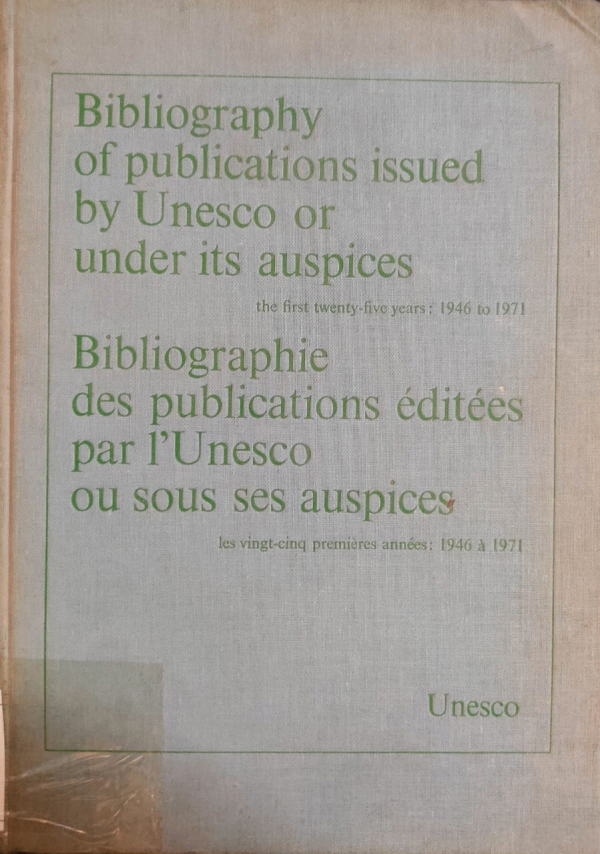 Bibliography
of publications issued
by Unesco or
under its auspices
the first twenty-five years: 1946 to 1971
Bibliographie
des publications éditées
par l'Unesco
ou sous ses auspices
les vingt-cinq premières années: 1946 à 1971
Unesco